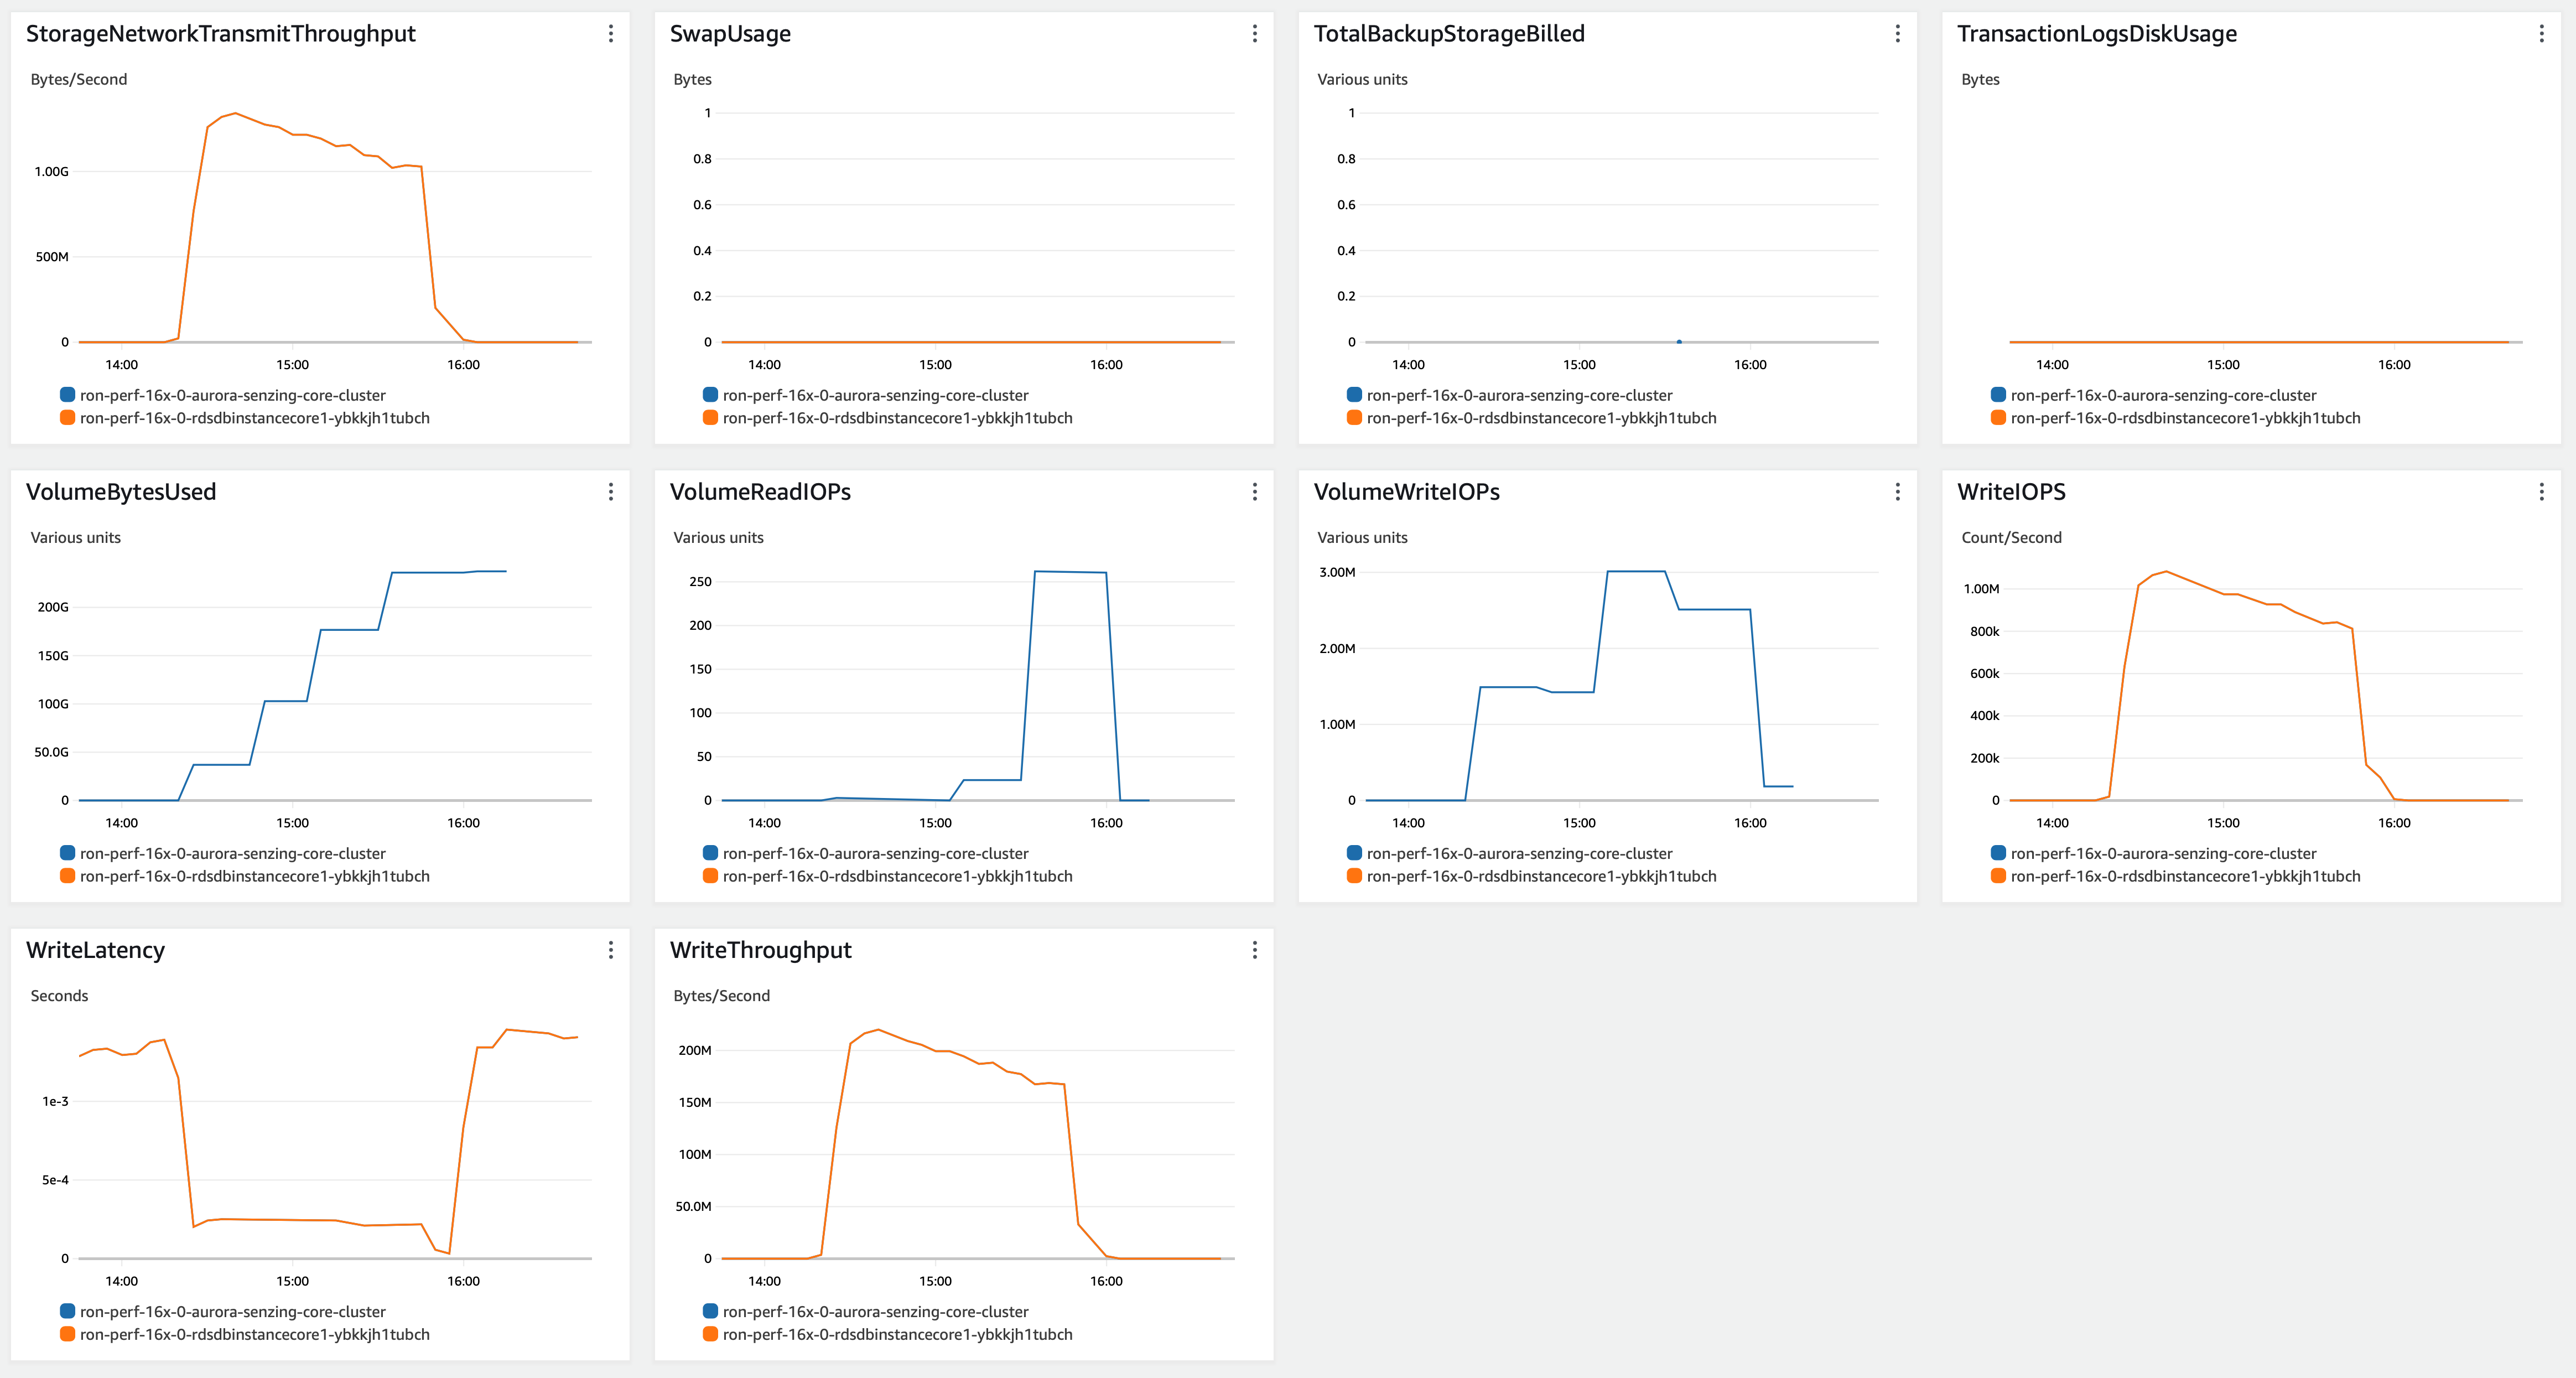 StorageNetworkTransmitThroughput
Bytes/Second
1.00G
500M
0
14:00 15:00 16:00
ron-perf-16x-0-aurora-senzing-core-cluster
ron-perf-16x-0-rdsdbinstancecore1-ybkkjh1tubch
SwapUsage
Bytes
1
0.8
0.6
0.4
0.2
0
14:00 15:00 16:00
ron-perf-16x-0-aurora-senzing-core-cluster
ron-perf-16x-0-rdsdbinstancecore1-ybkkjh1tubch
TotalBackupStorageBilled
Various units
1
0.8
0.6
0.4
0.2
0
14:00 15:00 16:00
ron-perf-16x-0-aurora-senzing-core-cluster
ron-perf-16x-0-rdsdbinstancecore1-ybkkjh1tubch
TransactionLogsDiskUsage
Bytes
14:00 15:00 16:00
ron-perf-16x-0-aurora-senzing-core-cluster
ron-perf-16x-0-rdsdbinstancecore1-ybkkjh1tubch
VolumeBytesUsed
Various units
200G
150G
100G
50.0G
0
14:00 15:00 16:00
ron-perf-16x-0-aurora-senzing-core-cluster
ron-perf-16x-0-rdsdbinstancecore1-ybkkjh1tubch
VolumeReadIOPs
Various units
250
200
150
100
50
0
14:00 15:00 16:00
ron-perf-16x-0-aurora-senzing-core-cluster
ron-perf-16x-0-rdsdbinstancecore1-ybkkjh1tubch
VolumeWriteIOPs
Various units
3.00M
2.00M
1.00M
0
14:00 15:00 16:00
ron-perf-16x-0-aurora-senzing-core-cluster
ron-perf-16x-0-rdsdbinstancecore1-ybkkjh1tubch
WriteIOPS
Count/Second
1.00M
800k
600k
400k
200k
0
14:00 15:00 16:00
ron-perf-16x-0-aurora-senzing-core-cluster
ron-perf-16x-0-rdsdbinstancecore1-ybkkjh1tubch
WriteLatency
Seconds
1e-3
5e-4
0
14:00 15:00 16:00
ron-perf-16x-0-aurora-senzing-core-cluster
ron-perf-16x-0-rdsdbinstancecore1-ybkkjh1tubch
WriteThroughput
Bytes/Second
200M
150M
100M
50.0M
0
14:00 15:00 16:00
ron-perf-16x-0-aurora-senzing-core-cluster
ron-perf-16x-0-rdsdbinstancecore1-ybkkjh1tubch